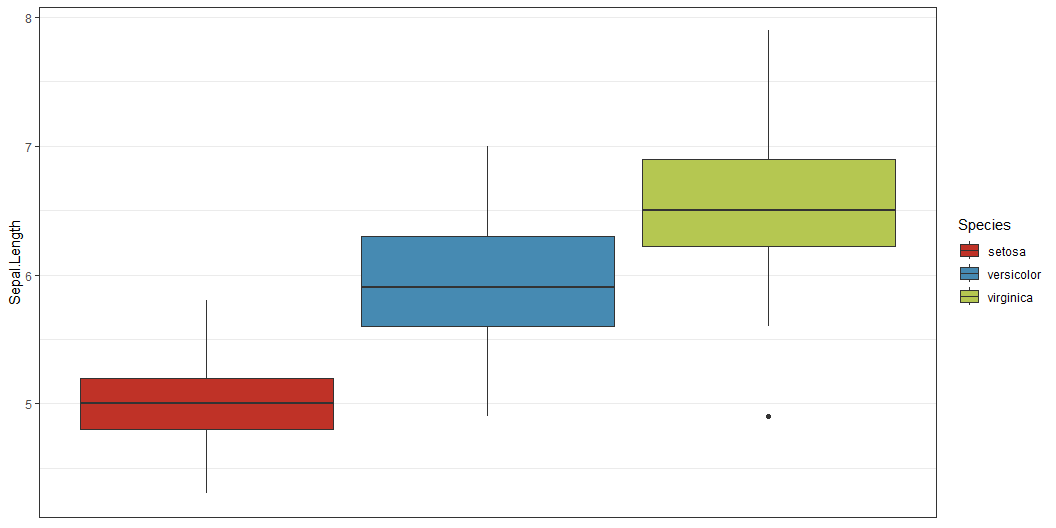 8
7
6
5
Sepal.Length
Species
setosa
versicolor
virginica